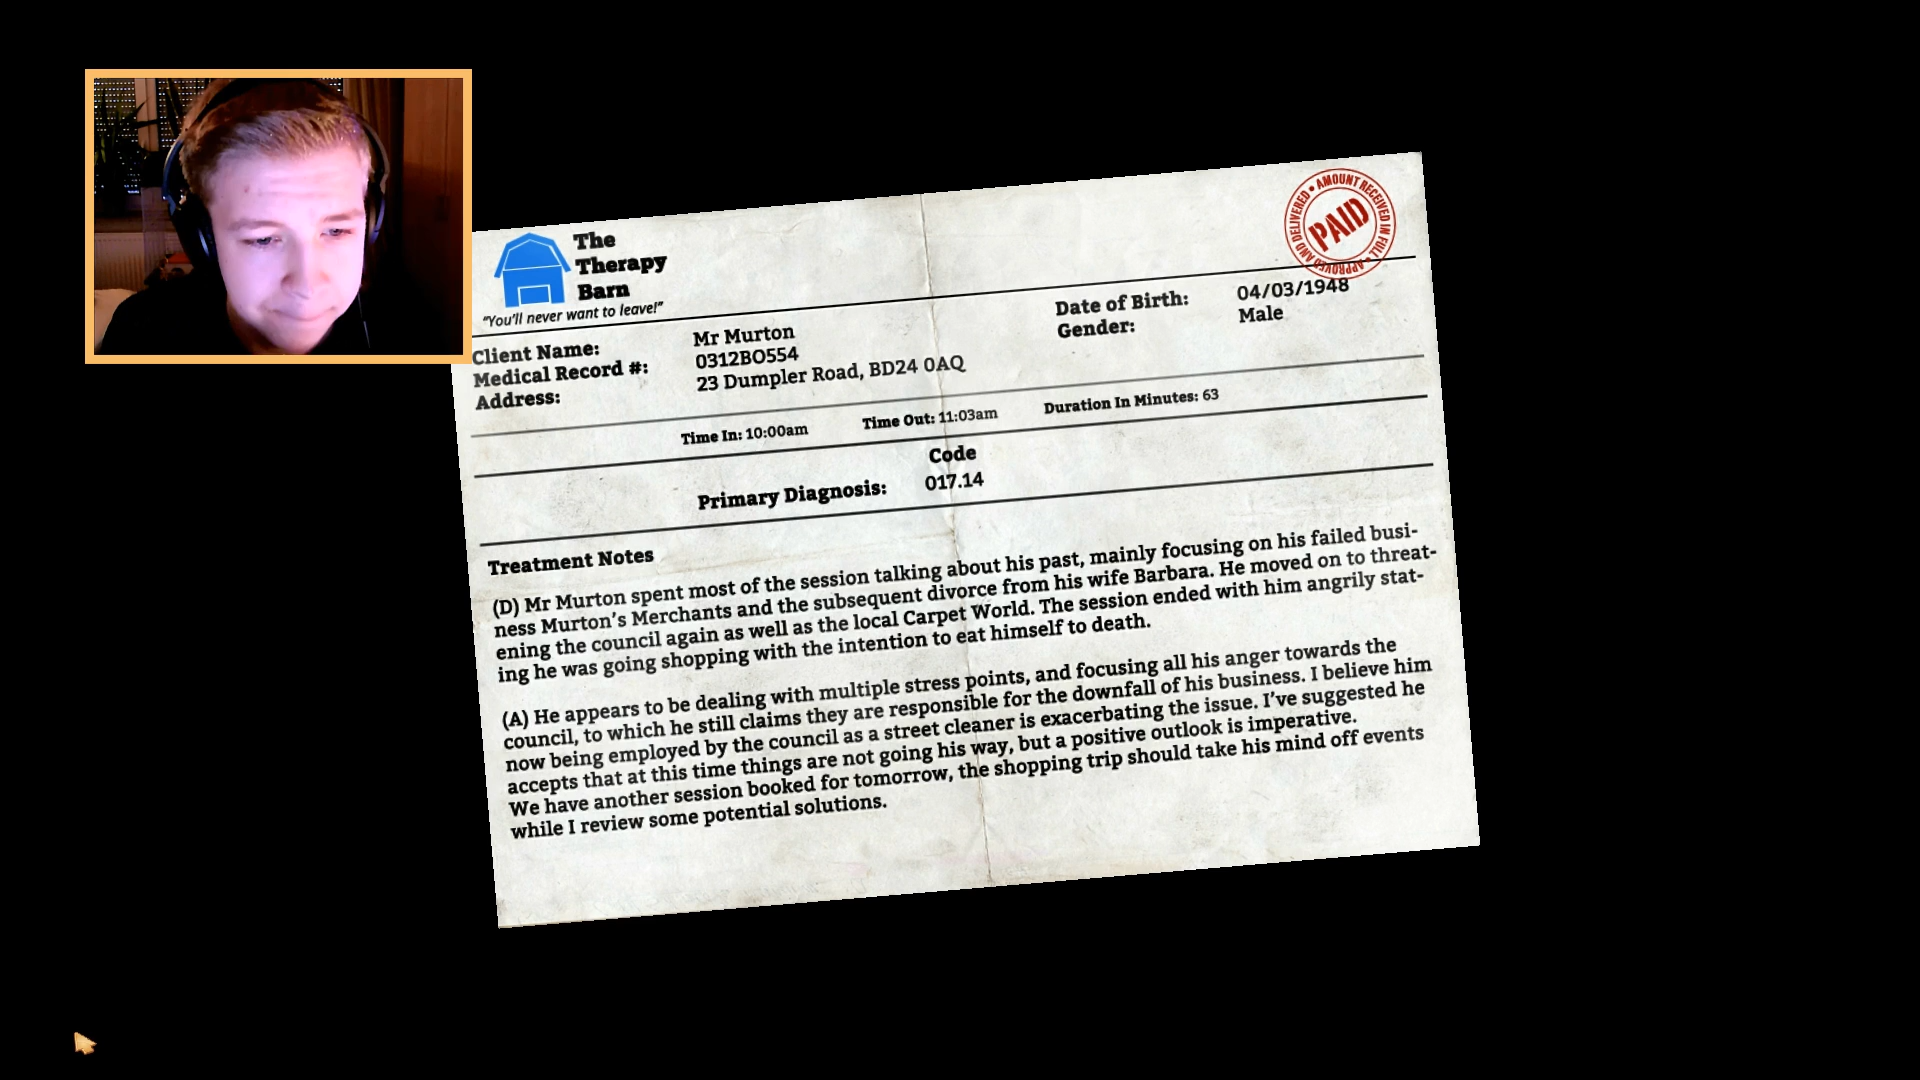 The
Therapy
Barn
"You'll never want to leave!"
AMOUNT RECEIVED IN FULL • APPROVED AND DELIVERED •
PAID
Client Name: Mr Murton
Medical Record #: 0312BO554
Address: 23 Dumpler Road, BD24 0AQ
Date of Birth: 04/03/1948
Gender: Male
Time In: 10:00am Time Out: 11:03am Duration In Minutes: 63
Code
Primary Diagnosis: 017.14
Treatment Notes
(D) Mr Murton spent most of the session talking about his past, mainly focusing on his failed busi-
ness Murton's Merchants and the subsequent divorce from his wife Barbara. He moved on to threat-
ening the council again as well as the local Carpet World. The session ended with him angrily stat-
ing he was going shopping with the intention to eat himself to death.
(A) He appears to be dealing with multiple stress points, and focusing all his anger towards the
council, to which he still claims they are responsible for the downfall of his business. I believe him
now being employed by the council as a street cleaner is exacerbating the issue. I've suggested he
accepts that at this time things are not going his way, but a positive outlook is imperative.
We have another session booked for tomorrow, the shopping trip should take his mind off events
while I review some potential solutions.